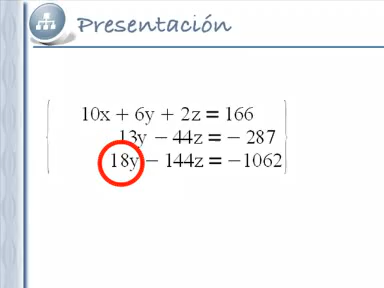 Presentación
10x + 6y + 2z = 166
13y − 44z = − 287
18y − 144z = −1062